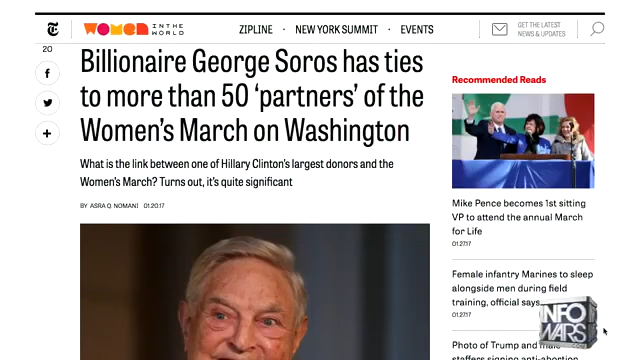 WOMEN IN THE
WORLD
ZIPLINE · NEW YORK SUMMIT · EVENTS
GET THE LATEST
NEWS & UPDATES
20
Billionaire George Soros has ties
to more than 50 ‘partners’ of the
Women’s March on Washington
What is the link between one of Hillary Clinton’s largest donors and the
Women’s March? Turns out, it’s quite significant
BY ASRA Q. NOMANI 01.20.17
Recommended Reads
Mike Pence becomes 1st sitting
VP to attend the annual March
for Life
01.27.17
Female infantry Marines to sleep
alongside men during field
training, official says
01.27.17
Photo of Trump and male
staffers signing anti-abortion
INFO
WARS